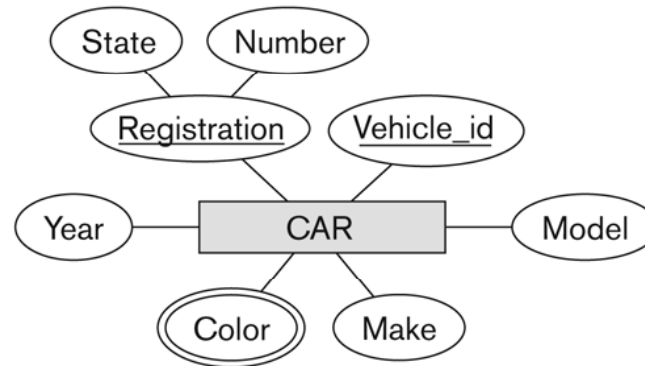 State
Number
Registration
Vehicle_id
Year
CAR
Model
Color
Make